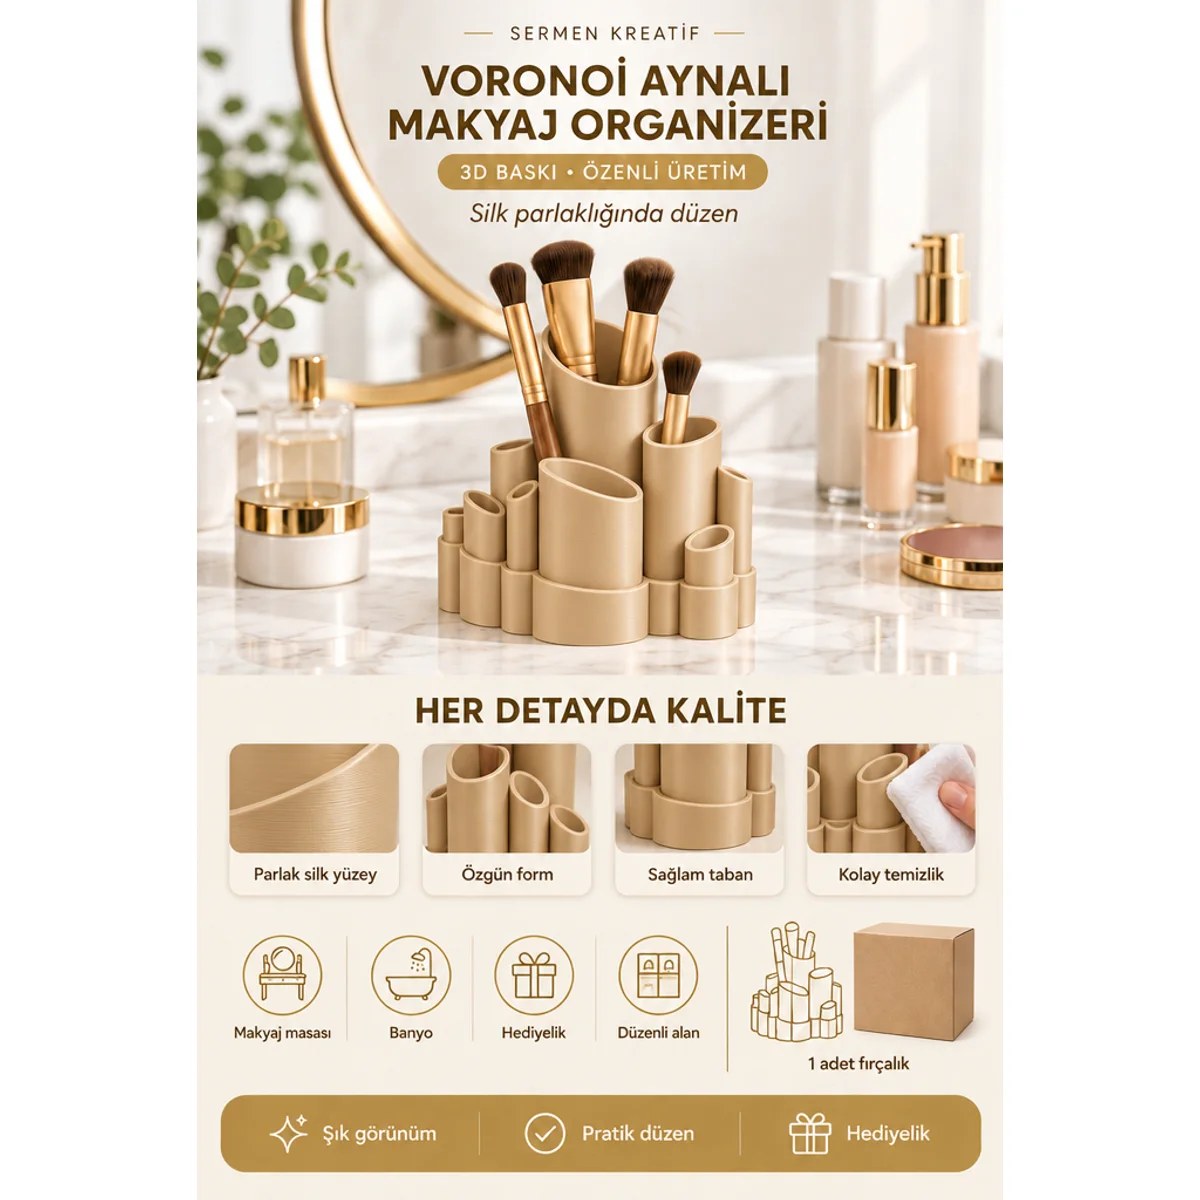 SERMEN KREATİF
VORONOİ AYNALI
MAKYAJ ORGANİZERİ
3D BASKI • ÖZENLİ ÜRETİM
Silk parlaklığında düzen
HER DETAYDA KALİTE
Parlak silk yüzey
Özgün form
Sağlam taban
Kolay temizlik
Makyaj masası
Banyo
Hediyelik
Düzenli alan
1 adet fırçalık
Şık görünüm
Pratik düzen
Hediyelik